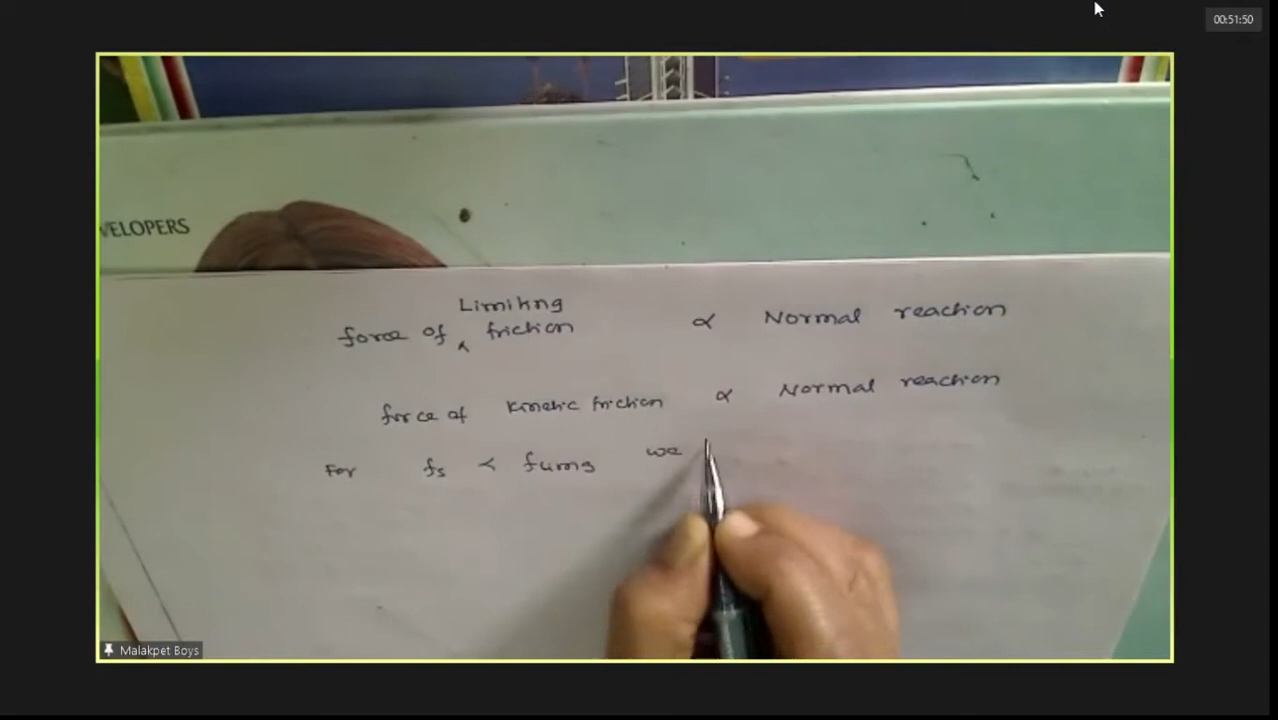 00:51:50
VELOPERS
Limiting
force of ‸ friction ∝ Normal reaction
force of kinetic friction ∝ Normal reaction
For fs < fums we
Malakpet Boys